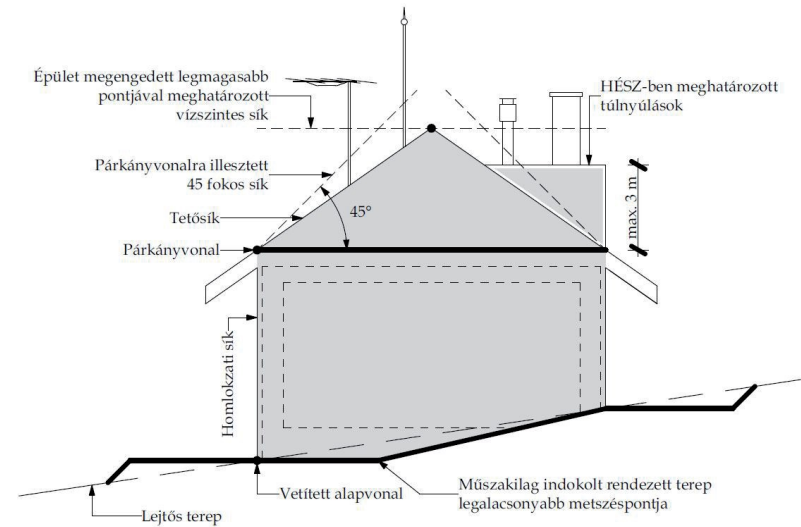 Épület megengedett legmagasabb
pontjával meghatározott
vízszintes sík
HÉSZ-ben meghatározott
túlnyúlások
Párkányvonalra illesztett
45 fokos sík
45°
Tetősík
max. 3 m
Párkányvonal
Homlokzati sík
Vetített alapvonal
Műszakilag indokolt rendezett terep
legalacsonyabb metszéspontja
Lejtős terep